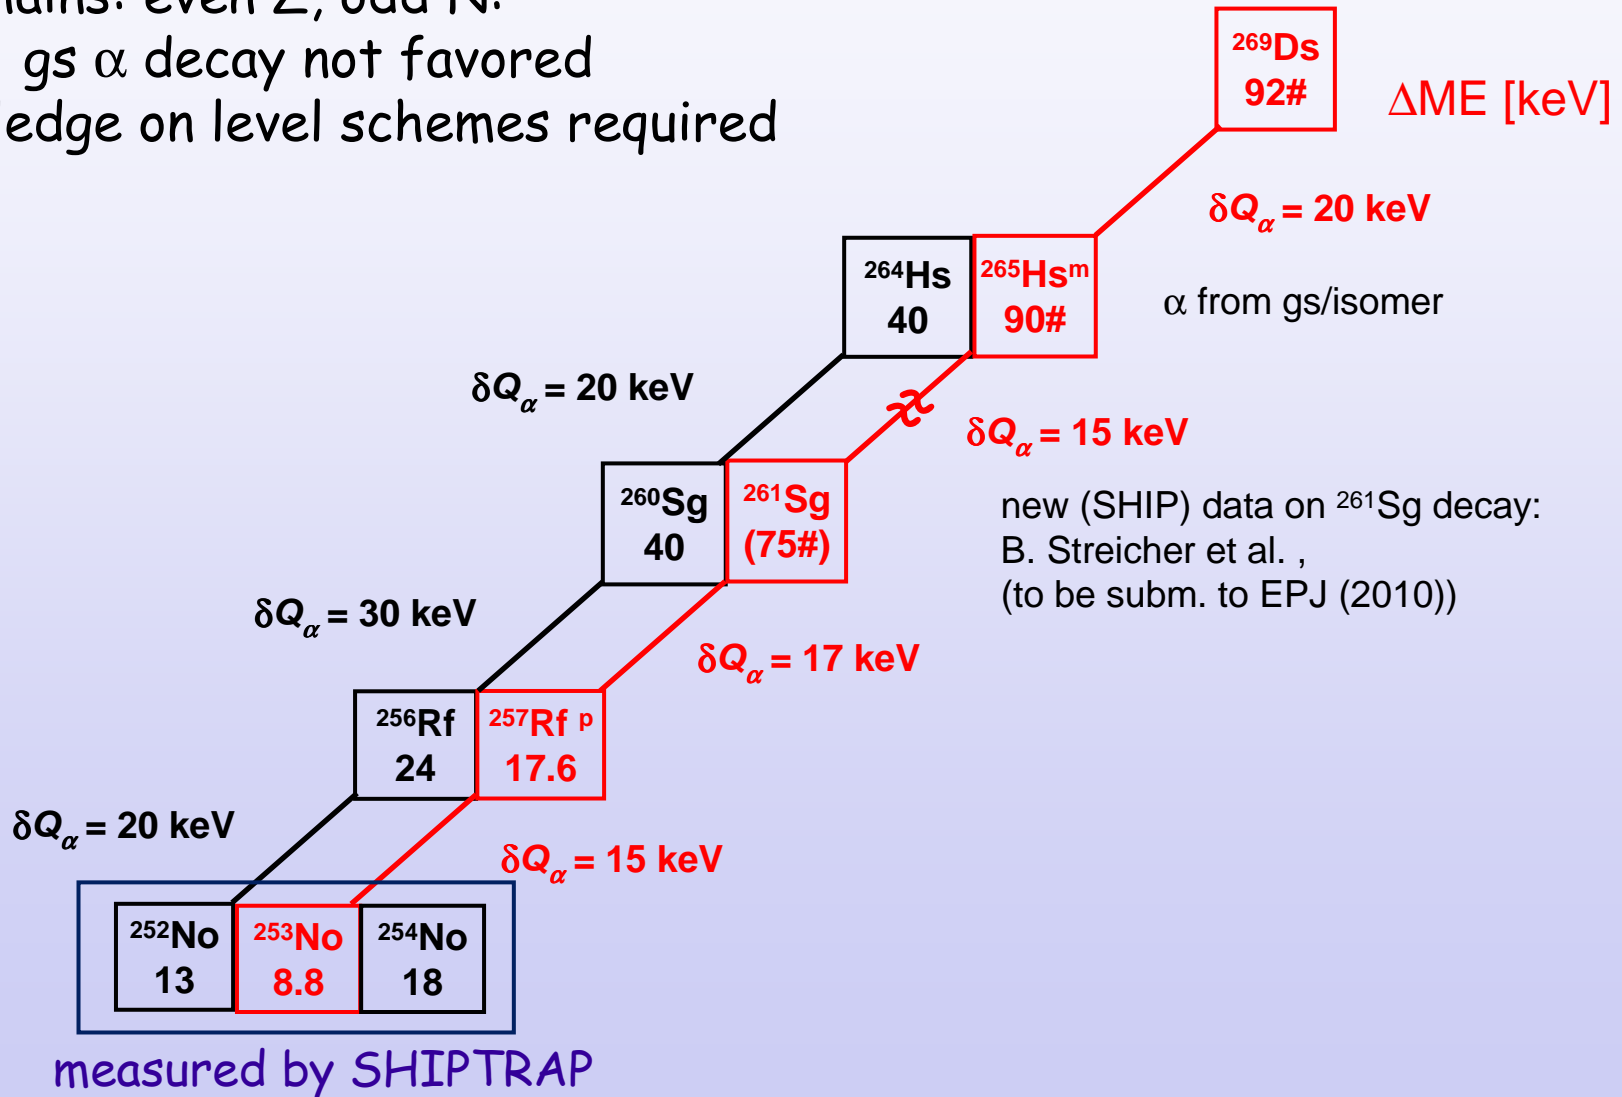 even Z, odd N:
gs α decay not favored
on level schemes required
²⁶⁹Ds
92#
ΔME [keV]
δQα = 20 keV
²⁶⁴Hs
40
²⁶⁵Hsᵐ
90#
α from gs/isomer
δQα = 20 keV
δQα = 15 keV
²⁶⁰Sg
40
²⁶¹Sg
(75#)
new (SHIP) data on ²⁶¹Sg decay:
B. Streicher et al. ,
(to be subm. to EPJ (2010))
δQα = 30 keV
δQα = 17 keV
²⁵⁶Rf
24
²⁵⁷Rf ᵖ
17.6
δQα = 20 keV
δQα = 15 keV
²⁵²No
13
²⁵³No
8.8
²⁵⁴No
18
measured by SHIPTRAP